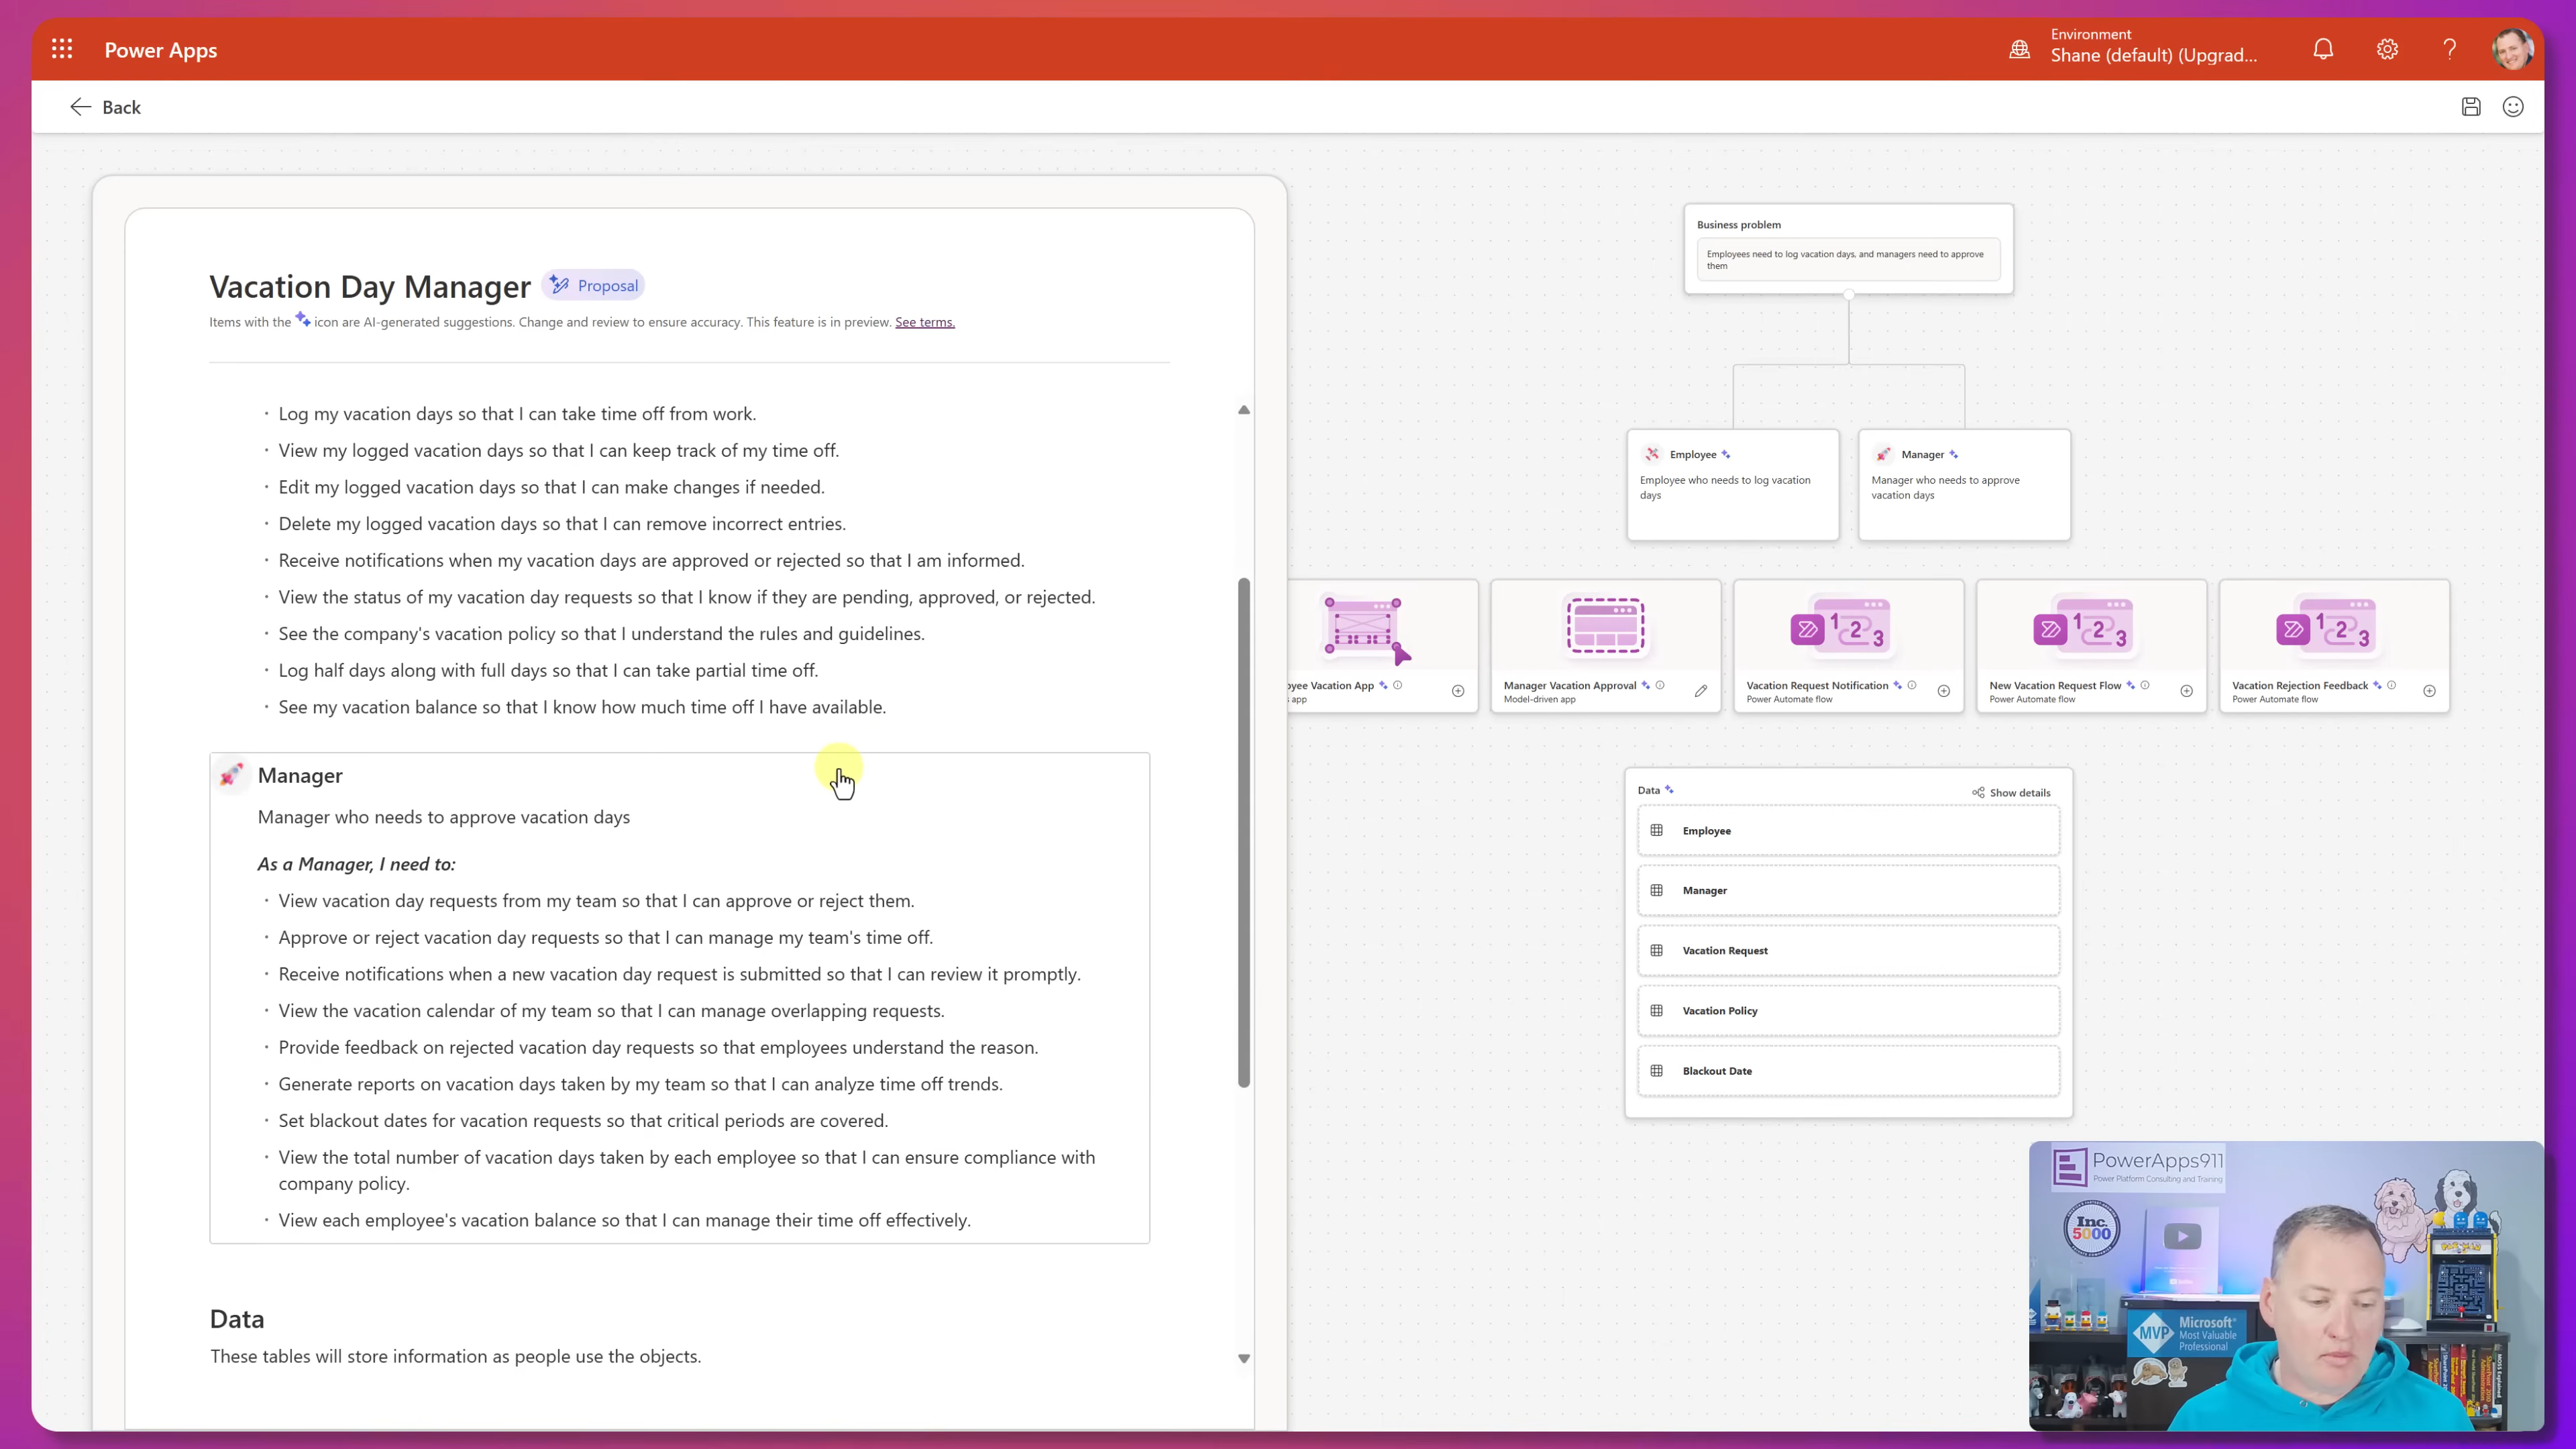 Power Apps
Environment
Shane (default) (Upgrad...
Back
Vacation Day Manager
Proposal
Items with the icon are AI-generated suggestions. Change and review to ensure accuracy. This feature is in preview. See terms.
· Log my vacation days so that I can take time off from work.
· View my logged vacation days so that I can keep track of my time off.
· Edit my logged vacation days so that I can make changes if needed.
· Delete my logged vacation days so that I can remove incorrect entries.
· Receive notifications when my vacation days are approved or rejected so that I am informed.
· View the status of my vacation day requests so that I know if they are pending, approved, or rejected.
· See the company's vacation policy so that I understand the rules and guidelines.
· Log half days along with full days so that I can take partial time off.
· See my vacation balance so that I know how much time off I have available.
Manager
Manager who needs to approve vacation days
As a Manager, I need to:
· View vacation day requests from my team so that I can approve or reject them.
· Approve or reject vacation day requests so that I can manage my team's time off.
· Receive notifications when a new vacation day request is submitted so that I can review it promptly.
· View the vacation calendar of my team so that I can manage overlapping requests.
· Provide feedback on rejected vacation day requests so that employees understand the reason.
· Generate reports on vacation days taken by my team so that I can analyze time off trends.
· Set blackout dates for vacation requests so that critical periods are covered.
· View the total number of vacation days taken by each employee so that I can ensure compliance with
company policy.
· View each employee's vacation balance so that I can manage their time off effectively.
Data
These tables will store information as people use the objects.
Business problem
Employees need to log vacation days, and managers need to approve
them
Employee
Employee who needs to log vacation
days
Manager
Manager who needs to approve
vacation days
yee Vacation App
app
Manager Vacation Approval
Model-driven app
1 2 3
Vacation Request Notification
Power Automate flow
1 2 3
New Vacation Request Flow
Power Automate flow
1 2 3
Vacation Rejection Feedback
Power Automate flow
Data
Show details
Employee
Manager
Vacation Request
Vacation Policy
Blackout Date
PowerApps911
Power Platform Consulting and Training
Inc.
5000
MVP
Microsoft
Most Valuable
Professional